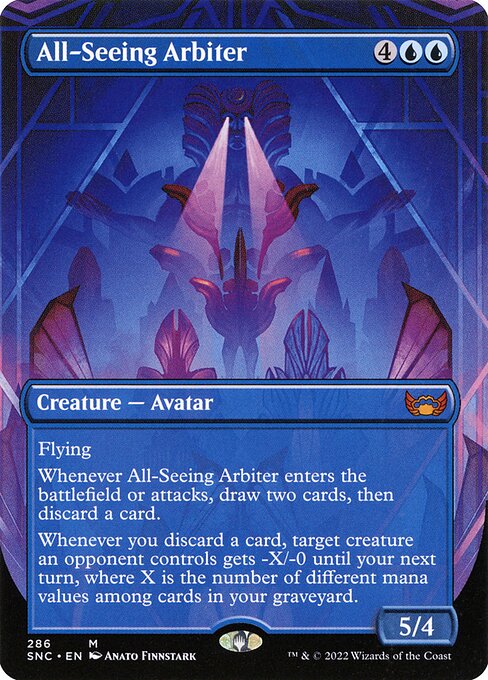 All-Seeing Arbiter 4
Creature — Avatar
Flying
Whenever All-Seeing Arbiter enters the
battlefield or attacks, draw two cards, then
discard a card.
Whenever you discard a card, target creature
an opponent controls gets -X/-0 until your next
turn, where X is the number of different mana
values among cards in your graveyard.
5/4
286 M
SNC • EN Anato Finnstark
™ & © 2022 Wizards of the Coast